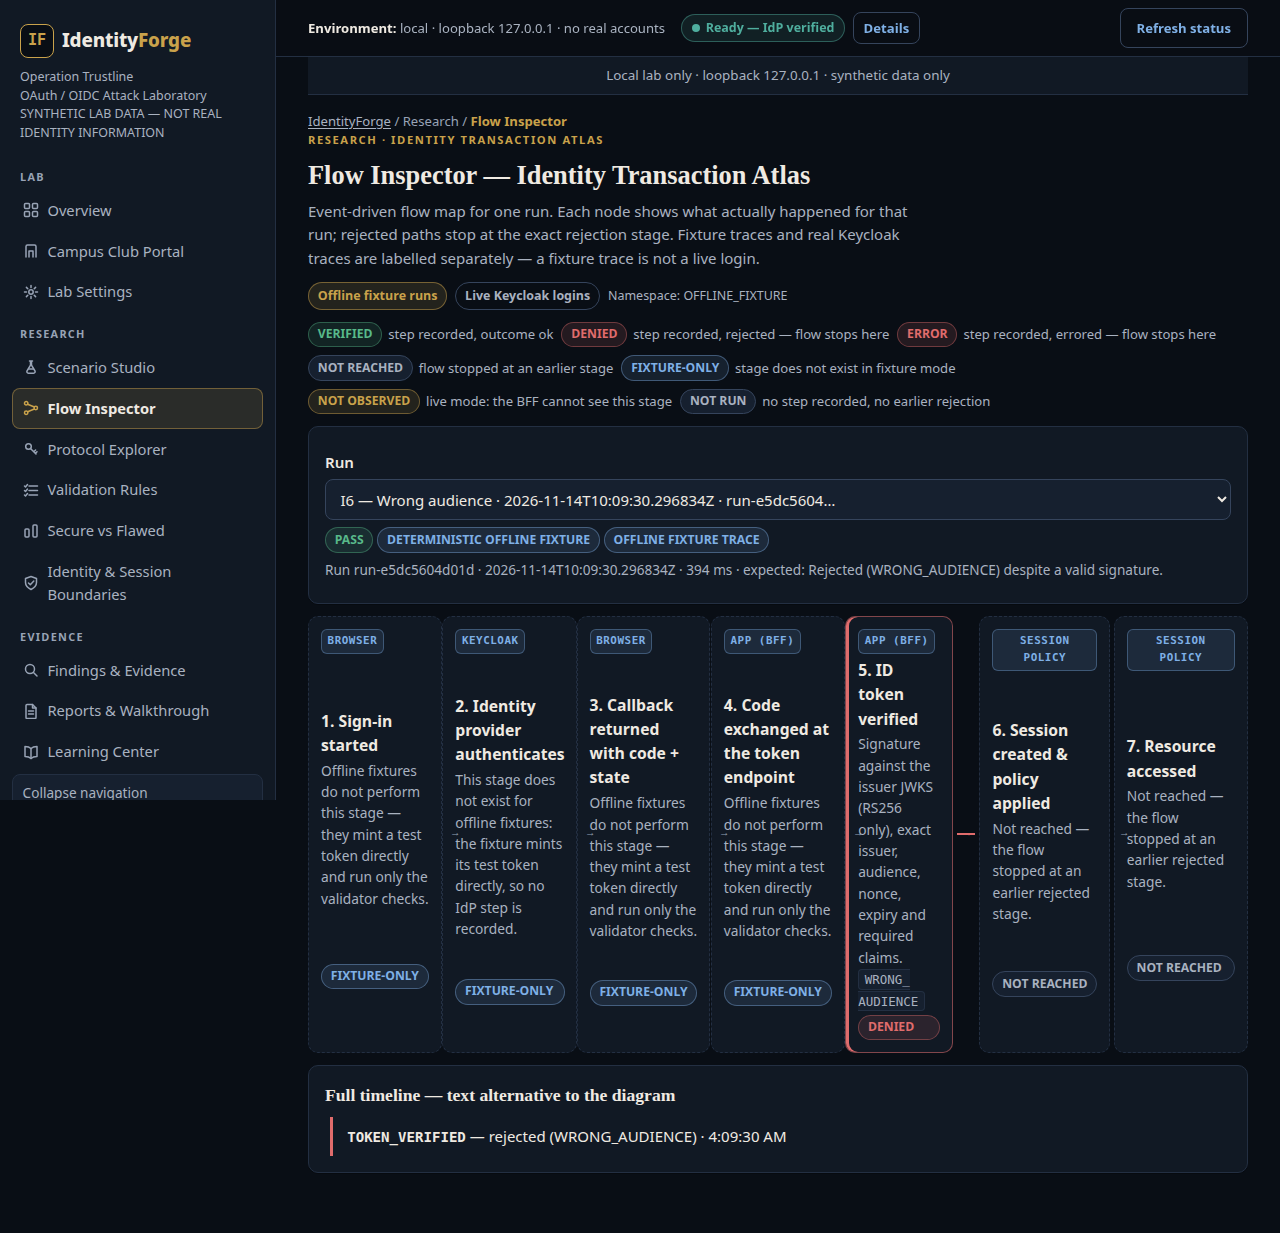 IF IdentityForge
Operation Trustline
OAuth / OIDC Attack Laboratory
SYNTHETIC LAB DATA — NOT REAL
IDENTITY INFORMATION
LAB
Overview
Campus Club Portal
Lab Settings
RESEARCH
Scenario Studio
Flow Inspector
Protocol Explorer
Validation Rules
Secure vs Flawed
Identity & Session
Boundaries
EVIDENCE
Findings & Evidence
Reports & Walkthrough
Learning Center
Collapse navigation
Environment: local · loopback 127.0.0.1 · no real accounts
Ready — IdP verified
Details
Refresh status
Local lab only · loopback 127.0.0.1 · synthetic data only
IdentityForge / Research / Flow Inspector
RESEARCH · IDENTITY TRANSACTION ATLAS
Flow Inspector — Identity Transaction Atlas
Event-driven flow map for one run. Each node shows what actually happened for that
run; rejected paths stop at the exact rejection stage. Fixture traces and real Keycloak
traces are labelled separately — a fixture trace is not a live login.
Offline fixture runs
Live Keycloak logins
Namespace: OFFLINE_FIXTURE
VERIFIED step recorded, outcome ok
DENIED step recorded, rejected — flow stops here
ERROR step recorded, errored — flow stops here
NOT REACHED flow stopped at an earlier stage
FIXTURE-ONLY stage does not exist in fixture mode
NOT OBSERVED live mode: the BFF cannot see this stage
NOT RUN no step recorded, no earlier rejection
Run
I6 — Wrong audience · 2026-11-14T10:09:30.296834Z · run-e5dc5604…
PASS
DETERMINISTIC OFFLINE FIXTURE
OFFLINE FIXTURE TRACE
Run run-e5dc5604d01d · 2026-11-14T10:09:30.296834Z · 394 ms · expected: Rejected (WRONG_AUDIENCE) despite a valid signature.
BROWSER
1. Sign-in
started
Offline fixtures
do not perform
this stage —
they mint a test
token directly
and run only the
validator checks.
FIXTURE-ONLY
→
KEYCLOAK
2. Identity
provider
authenticates
This stage does
not exist for
offline fixtures:
the fixture mints
its test token
directly, so no
IdP step is
recorded.
FIXTURE-ONLY
→
BROWSER
3. Callback
returned
with code +
state
Offline fixtures
do not perform
this stage —
they mint a test
token directly
and run only the
validator checks.
FIXTURE-ONLY
→
APP (BFF)
4. Code
exchanged at
the token
endpoint
Offline fixtures
do not perform
this stage —
they mint a test
token directly
and run only the
validator checks.
FIXTURE-ONLY
→
APP (BFF)
5. ID
token
verified
Signature
against the
issuer JWKS
(RS256
only), exact
issuer,
audience,
nonce,
expiry and
required
claims.
WRONG_
AUDIENCE
DENIED
SESSION
POLICY
6. Session
created &
policy
applied
Not reached —
the flow
stopped at an
earlier rejected
stage.
NOT REACHED
→
SESSION
POLICY
7. Resource
accessed
Not reached —
the flow
stopped at an
earlier rejected
stage.
NOT REACHED
Full timeline — text alternative to the diagram
TOKEN_VERIFIED — rejected (WRONG_AUDIENCE) · 4:09:30 AM